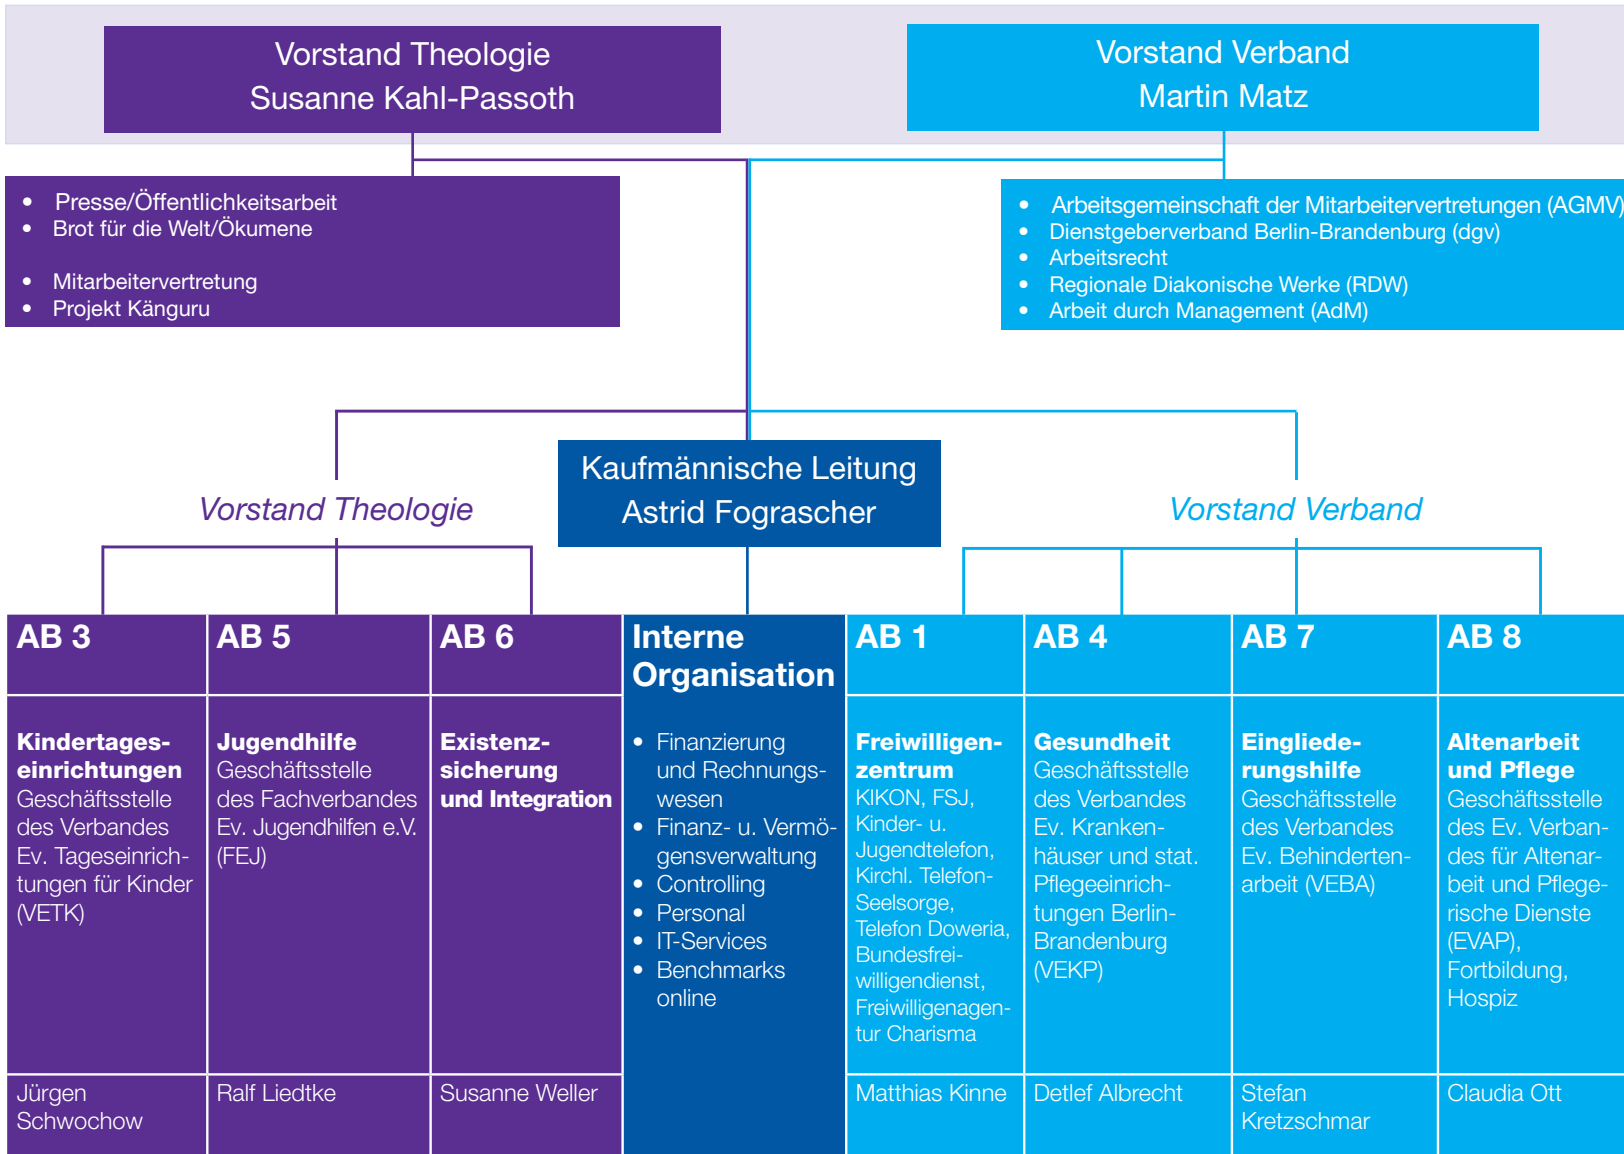 Vorstand Theologie
Susanne Kahl-Passoth
Vorstand Verband
Martin Matz
• Presse/Öffentlichkeitsarbeit
• Brot für die Welt/Ökumene
• Mitarbeitervertretung
• Projekt Känguru
• Arbeitsgemeinschaft der Mitarbeitervertretungen (AGMV)
• Dienstgeberverband Berlin-Brandenburg (dgv)
• Arbeitsrecht
• Regionale Diakonische Werke (RDW)
• Arbeit durch Management (AdM)
Kaufmännische Leitung
Astrid Fograscher
Vorstand Theologie
Vorstand Verband
AB 3
Kindertages-
einrichtungen
Geschäftsstelle
des Verbandes
Ev. Tageseinrich-
tungen für Kinder
(VETK)
Jürgen
Schwochow
AB 5
Jugendhilfe
Geschäftsstelle
des Fachverbandes
Ev. Jugendhilfen e.V.
(FEJ)
Ralf Liedtke
AB 6
Existenz-
sicherung
und Integration
Susanne Weller
Interne
Organisation
• Finanzierung
und Rechnungs-
wesen
• Finanz- u. Vermö-
gensverwaltung
• Controlling
• Personal
• IT-Services
• Benchmarks
online
AB 1
Freiwilligen-
zentrum
KIKON, FSJ,
Kinder- u.
Jugendtelefon,
Kirchl. Telefon-
Seelsorge,
Telefon Doweria,
Bundesfrei-
willigendienst,
Freiwilligenagen-
tur Charisma
Matthias Kinne
AB 4
Gesundheit
Geschäftsstelle
des Verbandes
Ev. Kranken-
häuser und stat.
Pflegeeinrich-
tungen Berlin-
Brandenburg
(VEKP)
Detlef Albrecht
AB 7
Eingliede-
rungshilfe
Geschäftsstelle
des Verbandes
Ev. Behinderten-
arbeit (VEBA)
Stefan
Kretzschmar
AB 8
Altenarbeit
und Pflege
Geschäftsstelle
des Ev. Verban-
des für Altenar-
beit und Pflege-
rische Dienste
(EVAP),
Fortbildung,
Hospiz
Claudia Ott